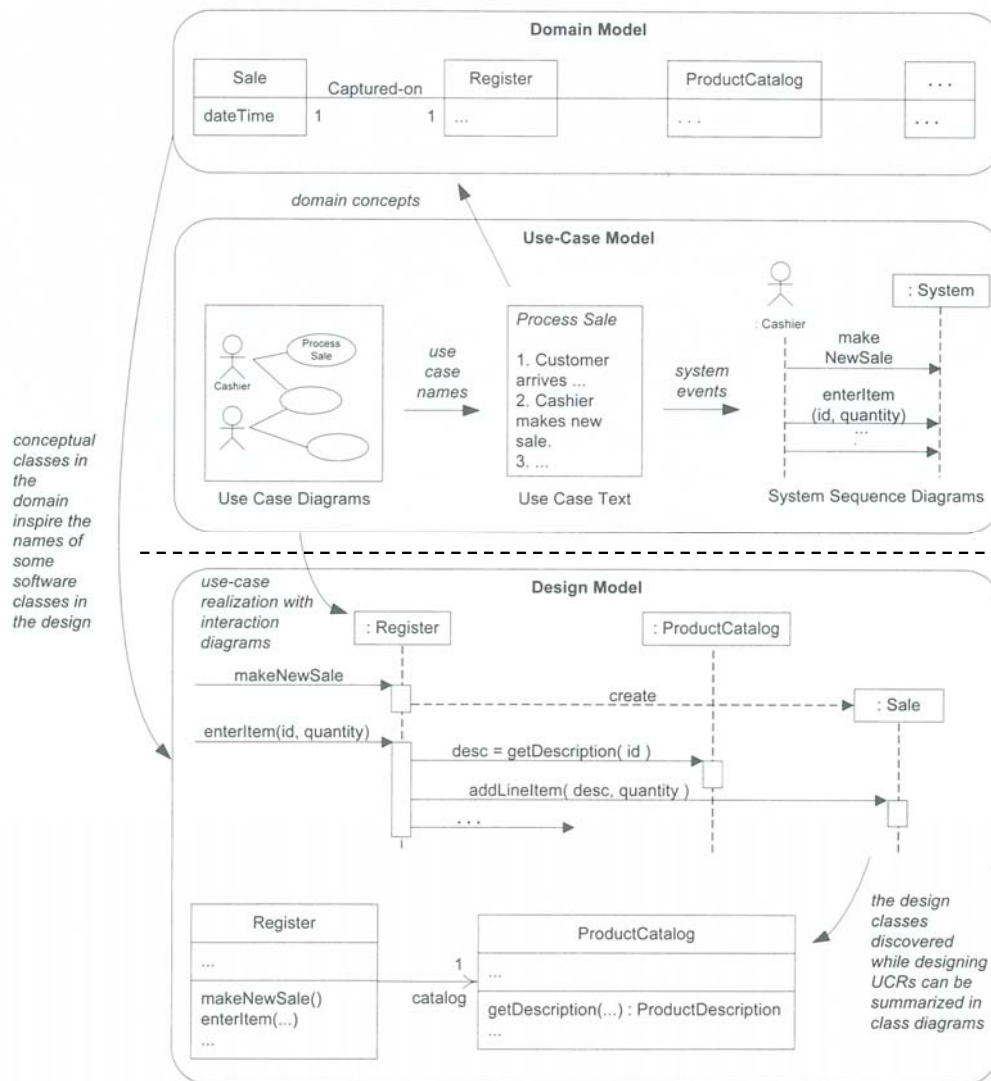 Domain Model
Sale
Captured-on
Register
ProductCatalog
. . .
dateTime
1
1
...
. . .
. . .
domain concepts
Use-Case Model
Process
Sale
Cashier
Use Case Diagrams
use
case
names
Process Sale
1. Customer
arrives ...
2. Cashier
makes new
sale.
3. ...
Use Case Text
system
events
: Cashier
: System
make
NewSale
enterItem
(id, quantity)
...
.
System Sequence Diagrams
conceptual
classes in
the
domain
inspire the
names of
some
software
classes in
the design
use-case
realization with
interaction
diagrams
Design Model
: Register
: ProductCatalog
makeNewSale
create
: Sale
enterItem(id, quantity)
desc = getDescription( id )
addLineItem( desc, quantity )
. . .
the design
classes
discovered
while designing
UCRs can be
summarized in
class diagrams
Register
...
makeNewSale()
enterItem(...)
...
1
catalog
ProductCatalog
...
getDescription(...) : ProductDescription
...